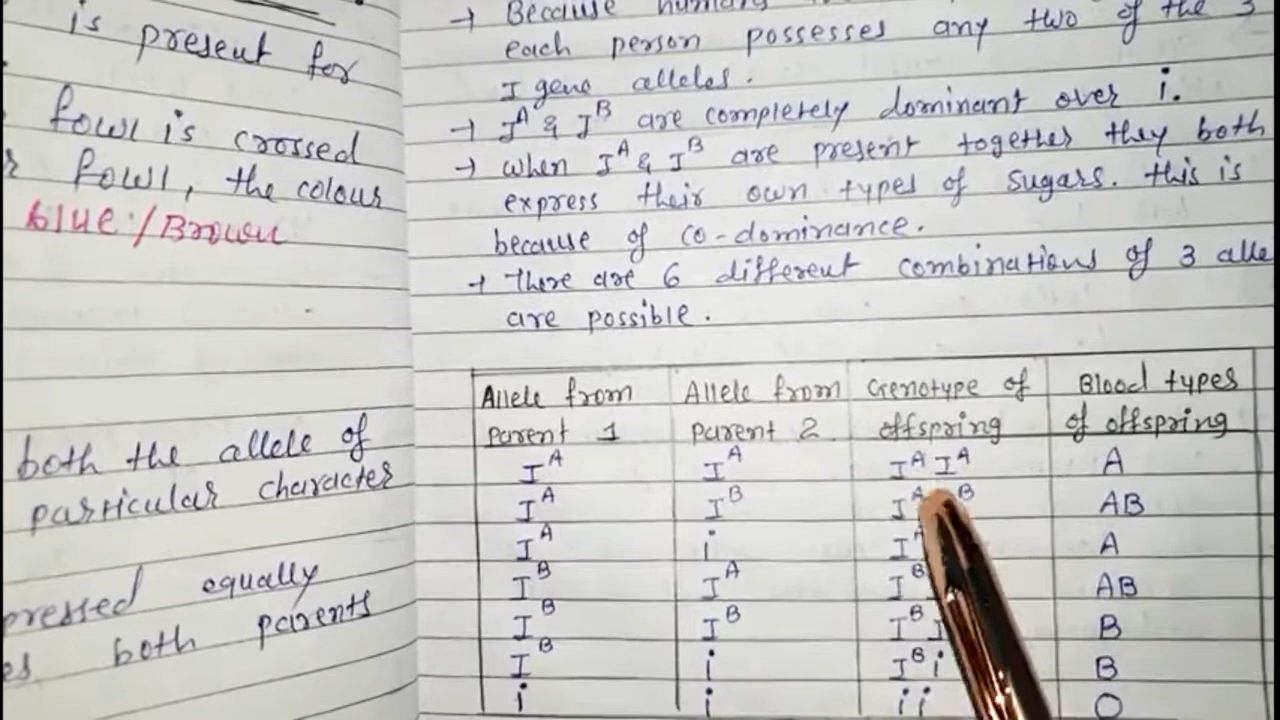 is present for
fowl is crossed
fowl, the colour
blue:/Brown
both the allele of
particular character
pressed equally
es both parents
→ Because
each person possesses any two of the 3
I gene alleles.
→ I^A & I^B are completely dominant over i.
→ when I^A & I^B are present together they both
express their own types of sugars. this is
because of co-dominance.
→ There are 6 different combinations of 3 alle
are possible.
Allele from parent 1 Allele from parent 2 Genotype of offspring Blood types of offspring
I^A I^A I^A I^A A
I^A I^B I^A B AB
I^A i I A
I^B I^A I^B AB
I^B I^B I^B I B
I^B i I^B i B
i i ii O